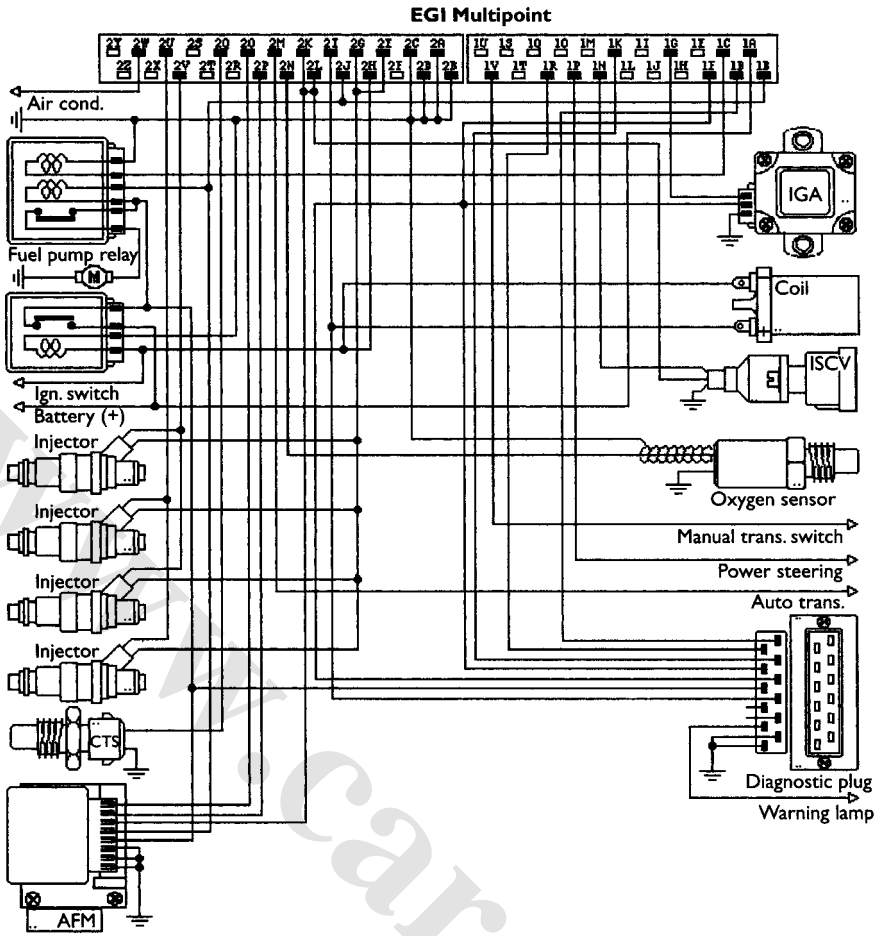 EGI Multipoint
2Y 2W 2U 2S 2Q 2O 2M 2K 2I 2G 2E 2C 2A
2Z 2X 2V 2T 2R 2P 2N 2L 2J 2H 2F 2D 2B
1U 1S 1Q 1O 1M 1K 1I 1G 1E 1C 1A
1V 1T 1R 1P 1N 1L 1J 1H 1F 1D 1B
Air cond.
Fuel pump relay
M
Ign. switch
Battery (+)
Injector
Injector
Injector
Injector
CTS
AFM
IGA
Coil
- +
ISCV
Oxygen sensor
Manual trans. switch
Power steering
Auto trans.
Diagnostic plug
Warning lamp
www.car